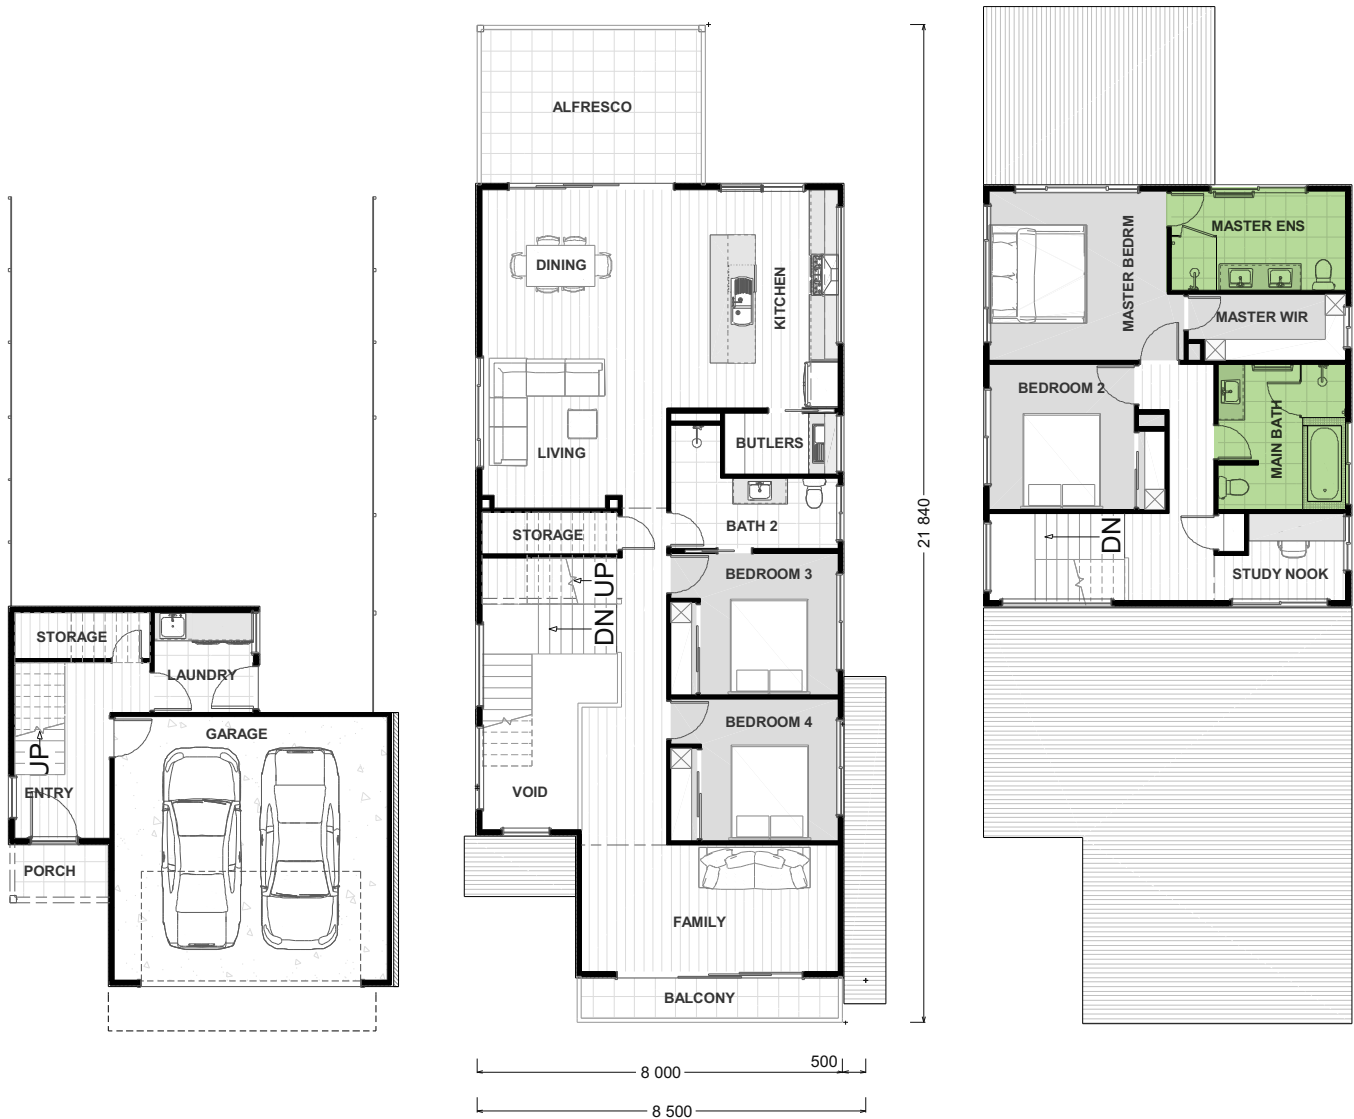 STORAGE
LAUNDRY
GARAGE
UP
ENTRY
PORCH
ALFRESCO
DINING
KITCHEN
LIVING
BUTLERS
STORAGE
BATH 2
UP
DN
BEDROOM 3
BEDROOM 4
VOID
FAMILY
BALCONY
21 840
500
8 000
8 500
MASTER BEDRM
MASTER ENS
MASTER WIR
BEDROOM 2
MAIN BATH
DN
STUDY NOOK